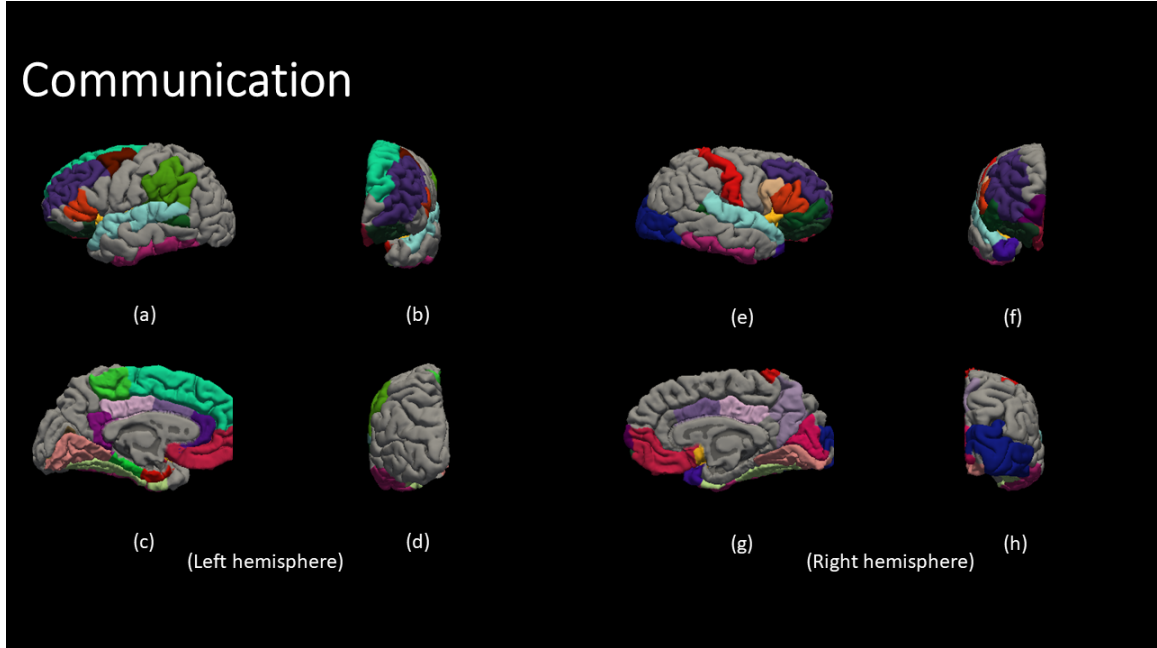 Communication
(a)
(b)
(e)
(f)
(c)
(d)
(g)
(h)
(Left hemisphere)
(Right hemisphere)